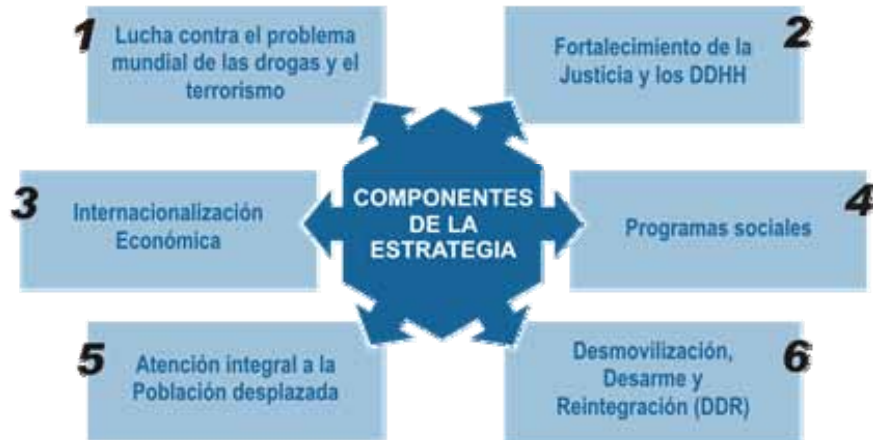 1
Lucha contra el problema
mundial de las drogas y el
terrorismo
2
Fortalecimiento de la
Justicia y los DDHH
COMPONENTES
DE LA
ESTRATEGIA
3
Internacionalización
Económica
4
Programas sociales
5
Atención integral a la
Población desplazada
6
Desmovilización,
Desarme y
Reintegración (DDR)